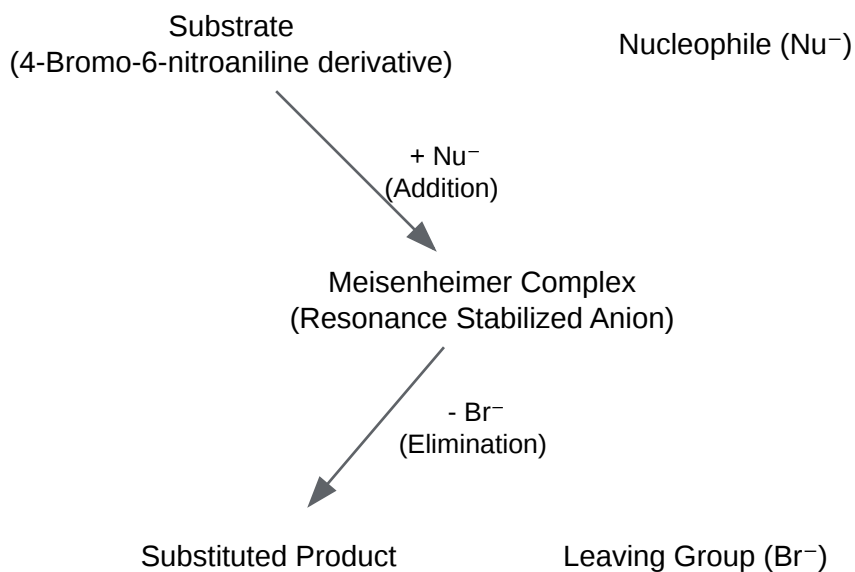 Substrate
(4-Bromo-6-nitroaniline derivative)
Nucleophile (Nu⁻)
+ Nu⁻
(Addition)
Meisenheimer Complex
(Resonance Stabilized Anion)
- Br⁻
(Elimination)
Substituted Product
Leaving Group (Br⁻)